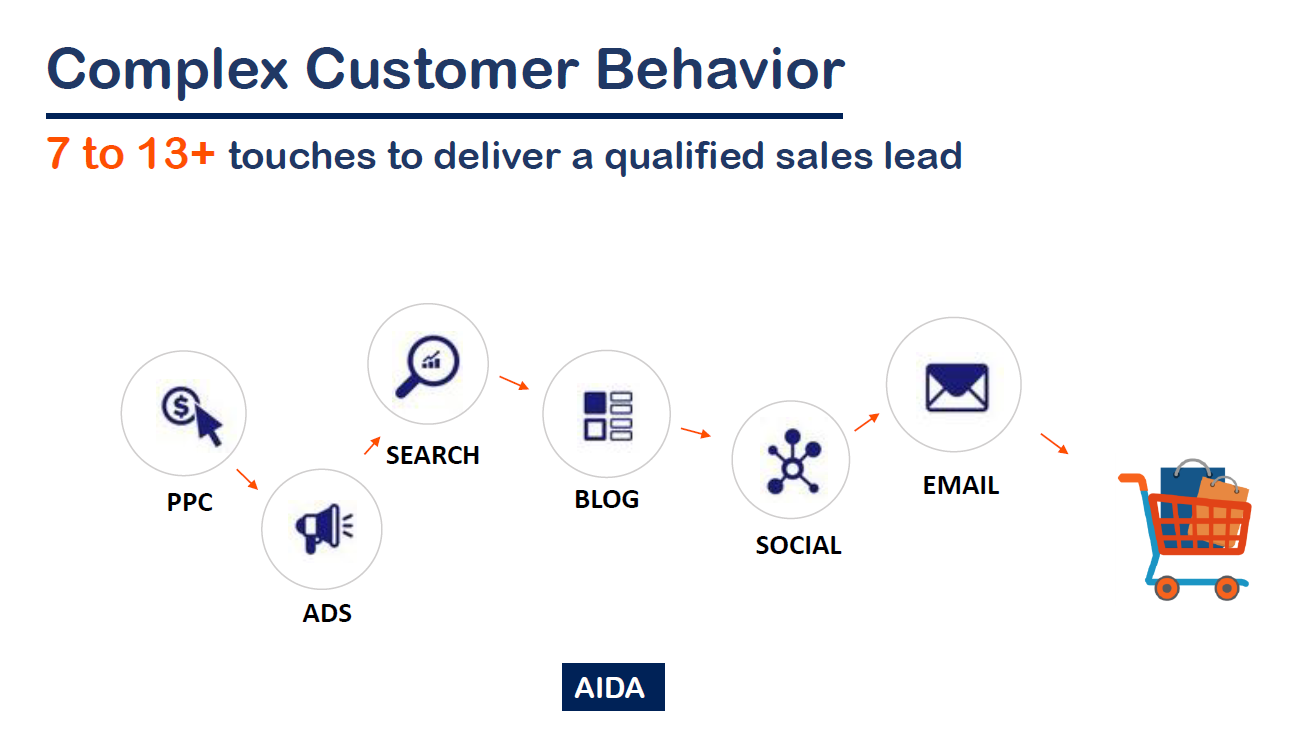 Complex Customer Behavior
7 to 13+ touches to deliver a qualified sales lead
PPC
ADS
SEARCH
BLOG
SOCIAL
EMAIL
AIDA